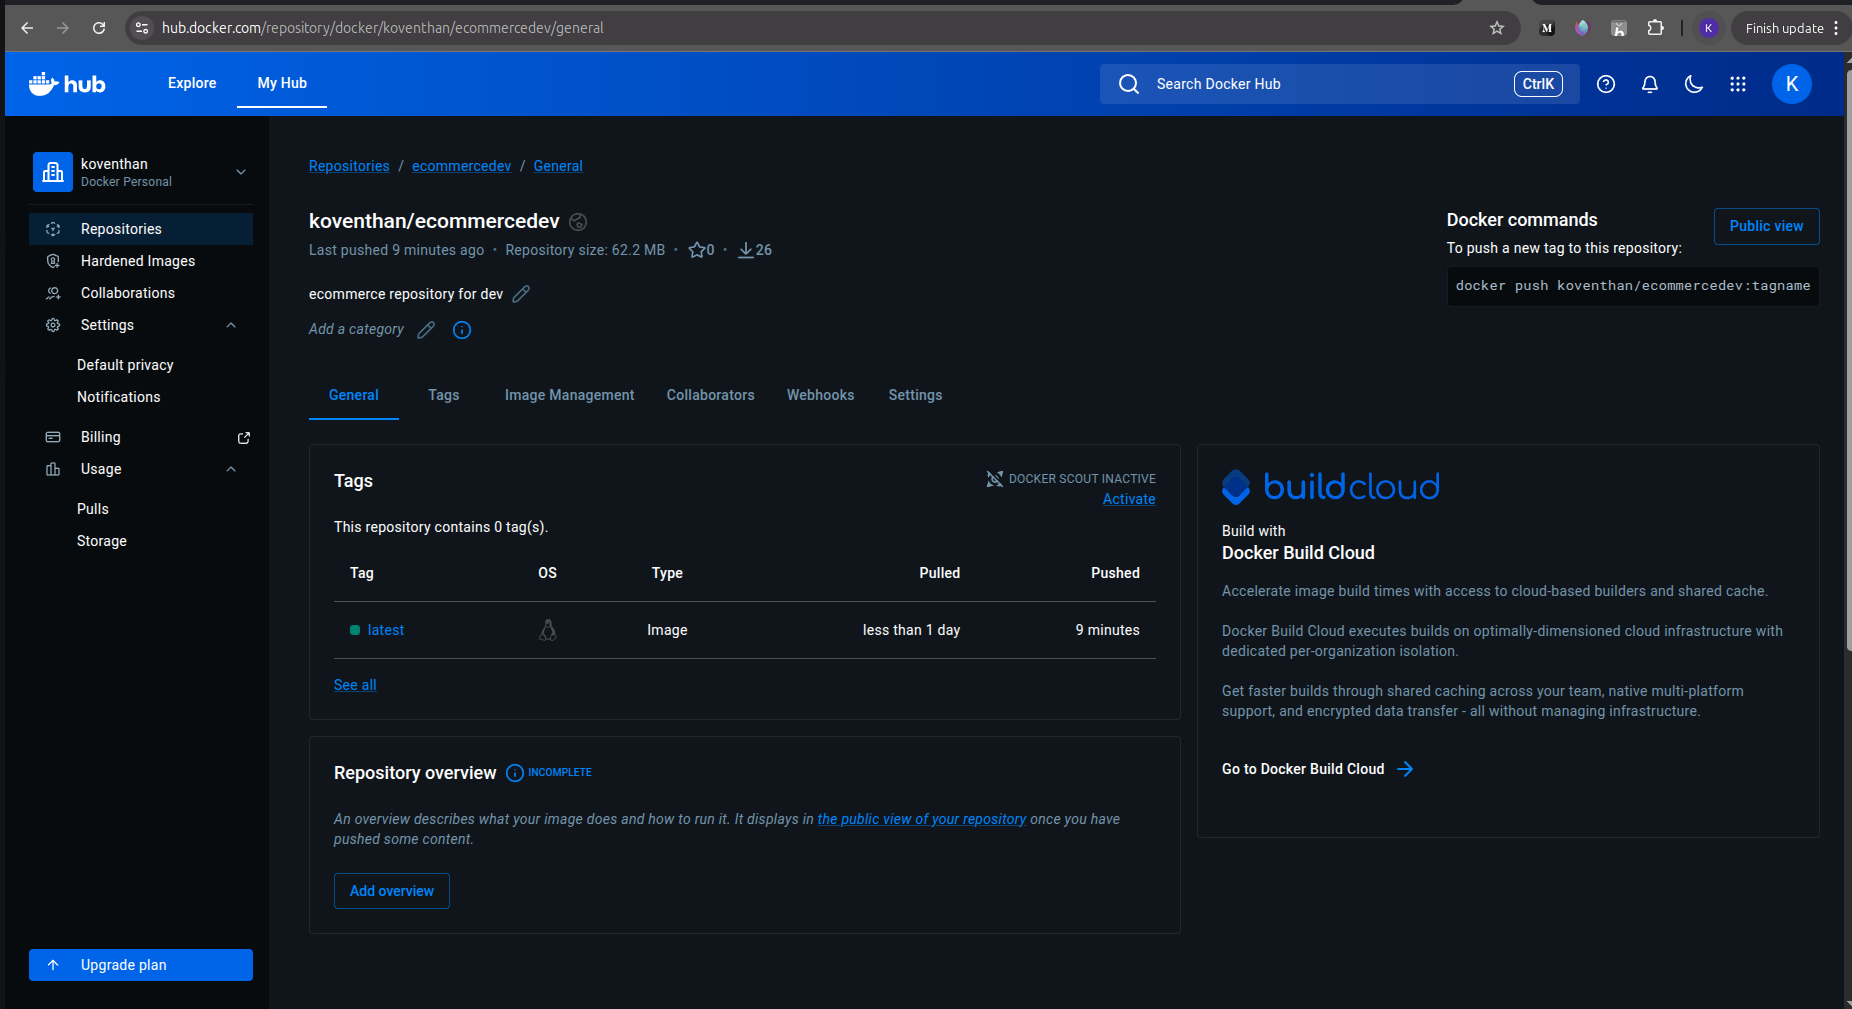 hub.docker.com/repository/docker/koventhan/ecommercedev/general
M
K
Finish update
hub
Explore
My Hub
Search Docker Hub
CtrlK
K
koventhan
Docker Personal
Repositories
Hardened Images
Collaborations
Settings
Default privacy
Notifications
Billing
Usage
Pulls
Storage
Upgrade plan
Repositories / ecommercedev / General
koventhan/ecommercedev
Last pushed 9 minutes ago • Repository size: 62.2 MB • 0 • 26
ecommerce repository for dev
Add a category
Docker commands
Public view
To push a new tag to this repository:
docker push koventhan/ecommercedev:tagname
General
Tags
Image Management
Collaborators
Webhooks
Settings
Tags
DOCKER SCOUT INACTIVE
Activate
This repository contains 0 tag(s).
Tag OS Type Pulled Pushed
latest Image less than 1 day 9 minutes
See all
Repository overview
INCOMPLETE
An overview describes what your image does and how to run it. It displays in the public view of your repository once you have
pushed some content.
Add overview
buildcloud
Build with
Docker Build Cloud
Accelerate image build times with access to cloud-based builders and shared cache.
Docker Build Cloud executes builds on optimally-dimensioned cloud infrastructure with
dedicated per-organization isolation.
Get faster builds through shared caching across your team, native multi-platform
support, and encrypted data transfer - all without managing infrastructure.
Go to Docker Build Cloud